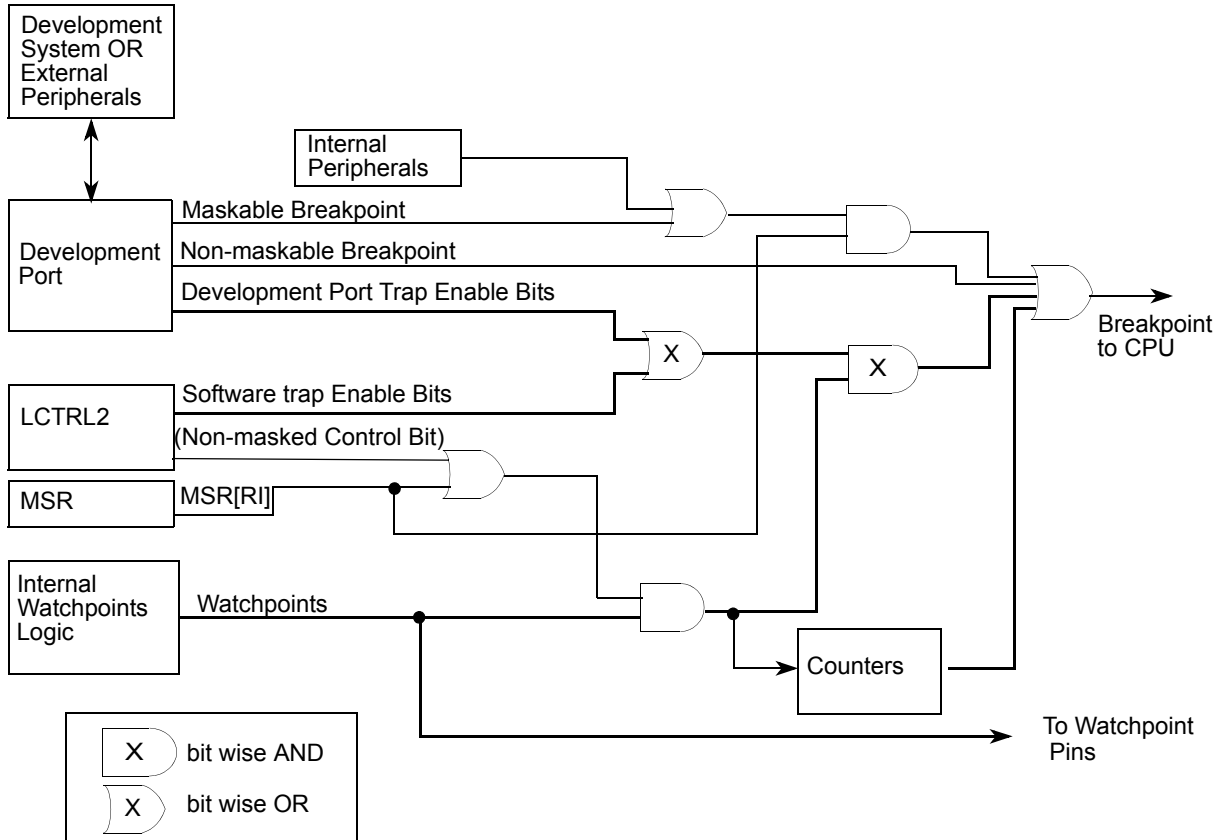 Development
System OR
External
Peripherals
Internal
Peripherals
Maskable Breakpoint
Development
Port
Non-maskable Breakpoint
Development Port Trap Enable Bits
Breakpoint
to CPU
X
X
LCTRL2
Software trap Enable Bits
(Non-masked Control Bit)
MSR
MSR[RI]
Internal
Watchpoints
Logic
Watchpoints
Counters
To Watchpoint
Pins
X bit wise AND
X bit wise OR